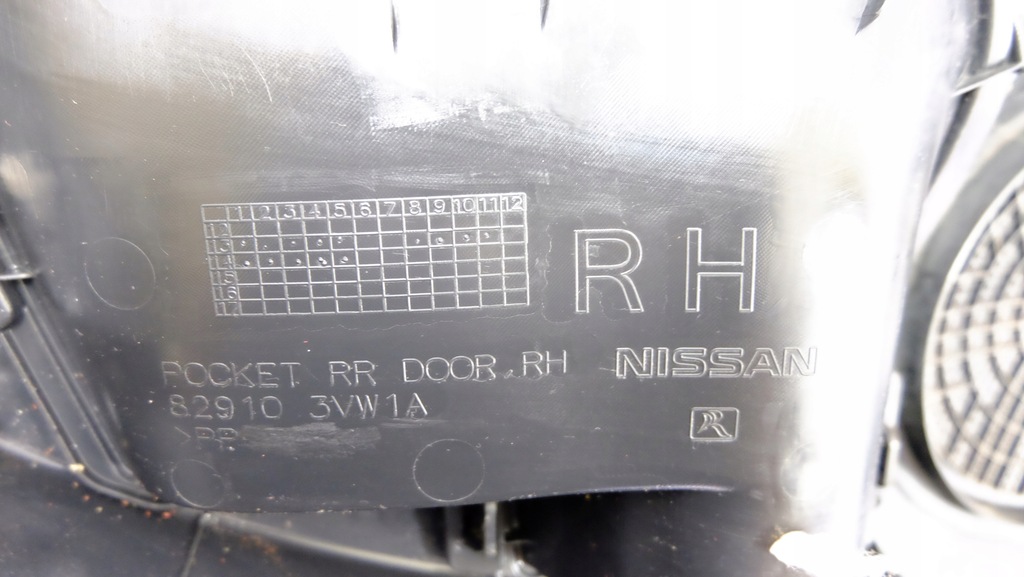 1 2 3 4 5 6 7 8 9 10 11 12
12
13
14
15
16
17
RH
POCKET RR DOOR RH
NISSAN
82910 3VW1A
>PP